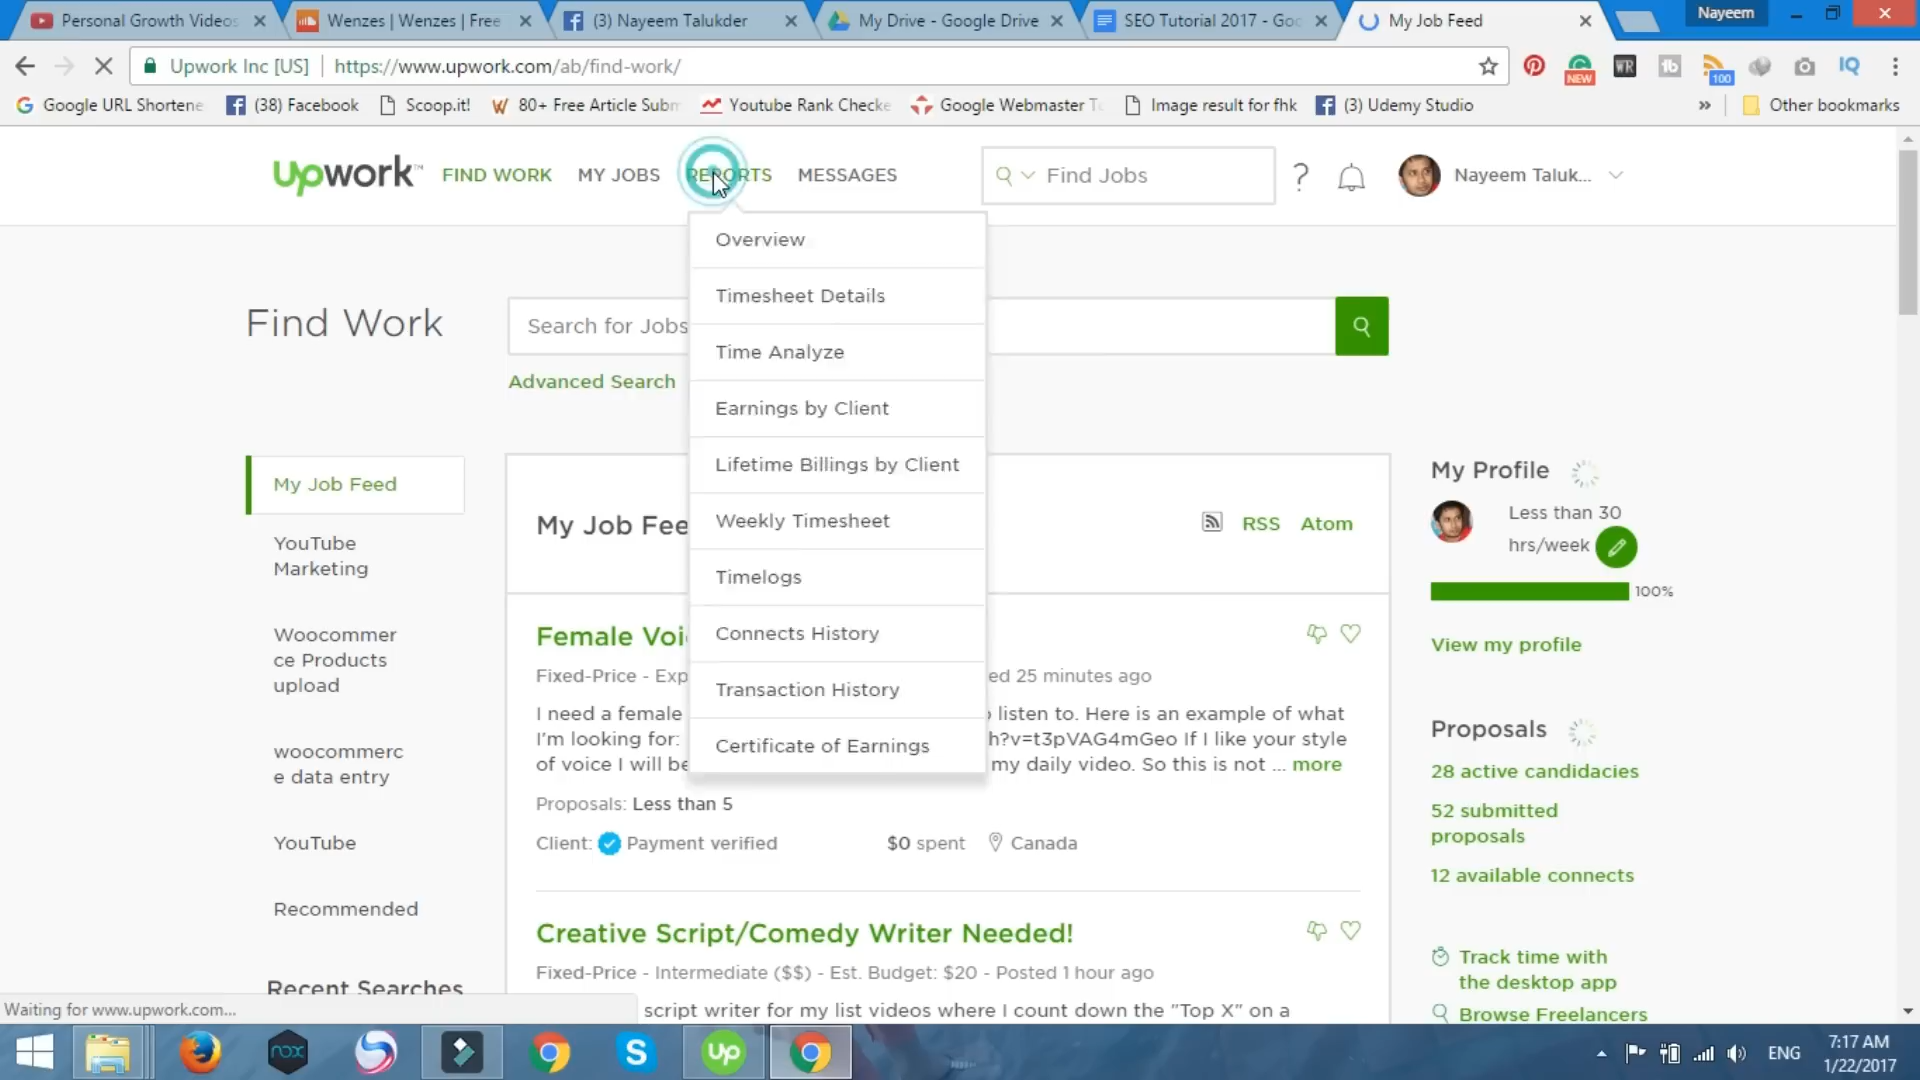 Personal Growth Videos
Wenzes | Wenzes | Free
(3) Nayeem Talukder
My Drive - Google Drive
SEO Tutorial 2017 - Goo
My Job Feed
Nayeem
Upwork Inc [US]
https://www.upwork.com/ab/find-work/
NEW
WR
tb
100
IQ
Google URL Shortene
(38) Facebook
Scoop.it!
80+ Free Article Subm
Youtube Rank Checke
Google Webmaster T
Image result for fhk
(3) Udemy Studio
»
Other bookmarks
Upwork™
FIND WORK
MY JOBS
REPORTS
MESSAGES
Find Jobs
?
Nayeem Taluk...
Overview
Timesheet Details
Time Analyze
Earnings by Client
Lifetime Billings by Client
Weekly Timesheet
Timelogs
Connects History
Transaction History
Certificate of Earnings
Find Work
Search for Jobs
Advanced Search
My Job Feed
YouTube
Marketing
Woocommer
ce Products
upload
woocommerc
e data entry
YouTube
Recommended
Recent Searches
My Job Fee
RSS
Atom
Female Voi
Fixed-Price - Exp
ed 25 minutes ago
I need a female
listen to. Here is an example of what
I'm looking for:
h?v=t3pVAG4mGeo If I like your style
of voice I will be
my daily video. So this is not ... more
Proposals: Less than 5
Client: Payment verified
$0 spent
Canada
Creative Script/Comedy Writer Needed!
Fixed-Price - Intermediate ($$) - Est. Budget: $20 - Posted 1 hour ago
script writer for my list videos where I count down the "Top X" on a
My Profile
Less than 30
hrs/week
100%
View my profile
Proposals
28 active candidacies
52 submitted
proposals
12 available connects
Track time with
the desktop app
Browse Freelancers
Waiting for www.upwork.com...
nox
S
Up
ENG
7:17 AM
1/22/2017